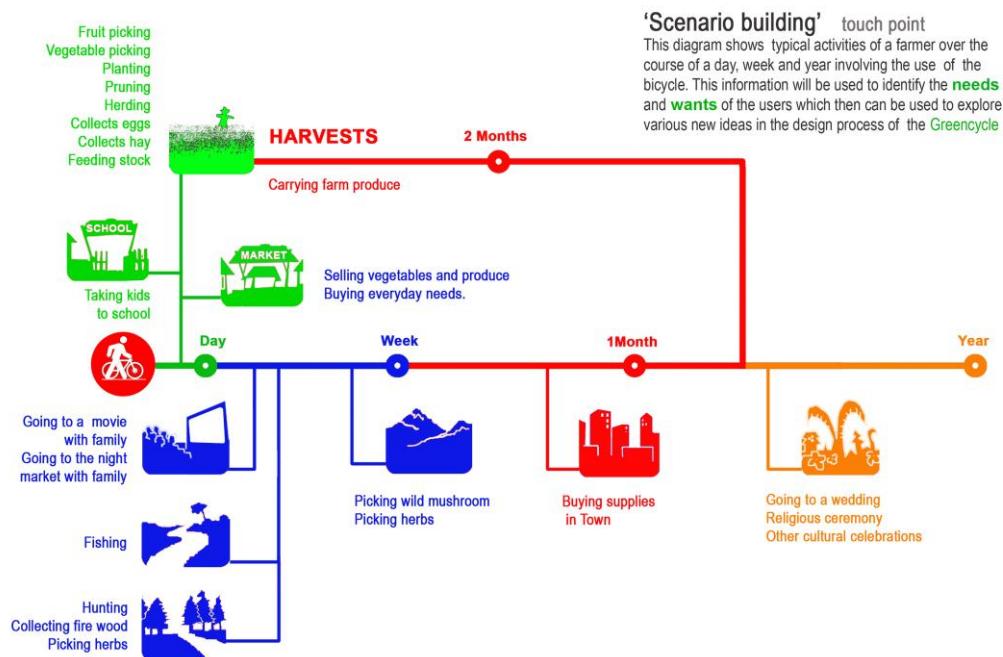 'Scenario building' touch point
This diagram shows typical activities of a farmer over the
course of a day, week and year involving the use of the
bicycle. This information will be used to identify the needs
and wants of the users which then can be used to explore
various new ideas in the design process of the Greencycle
Fruit picking
Vegetable picking
Planting
Pruning
Herding
Collects eggs
Collects hay
Feeding stock
HARVESTS
2 Months
Carrying farm produce
SCHOOL
Taking kids
to school
MARKET
Selling vegetables and produce
Buying everyday needs.
Day
Week
1Month
Year
Going to a movie
with family
Going to the night
market with family
Picking wild mushroom
Picking herbs
Buying supplies
in Town
Going to a wedding
Religious ceremony
Other cultural celebrations
Fishing
Hunting
Collecting fire wood
Picking herbs